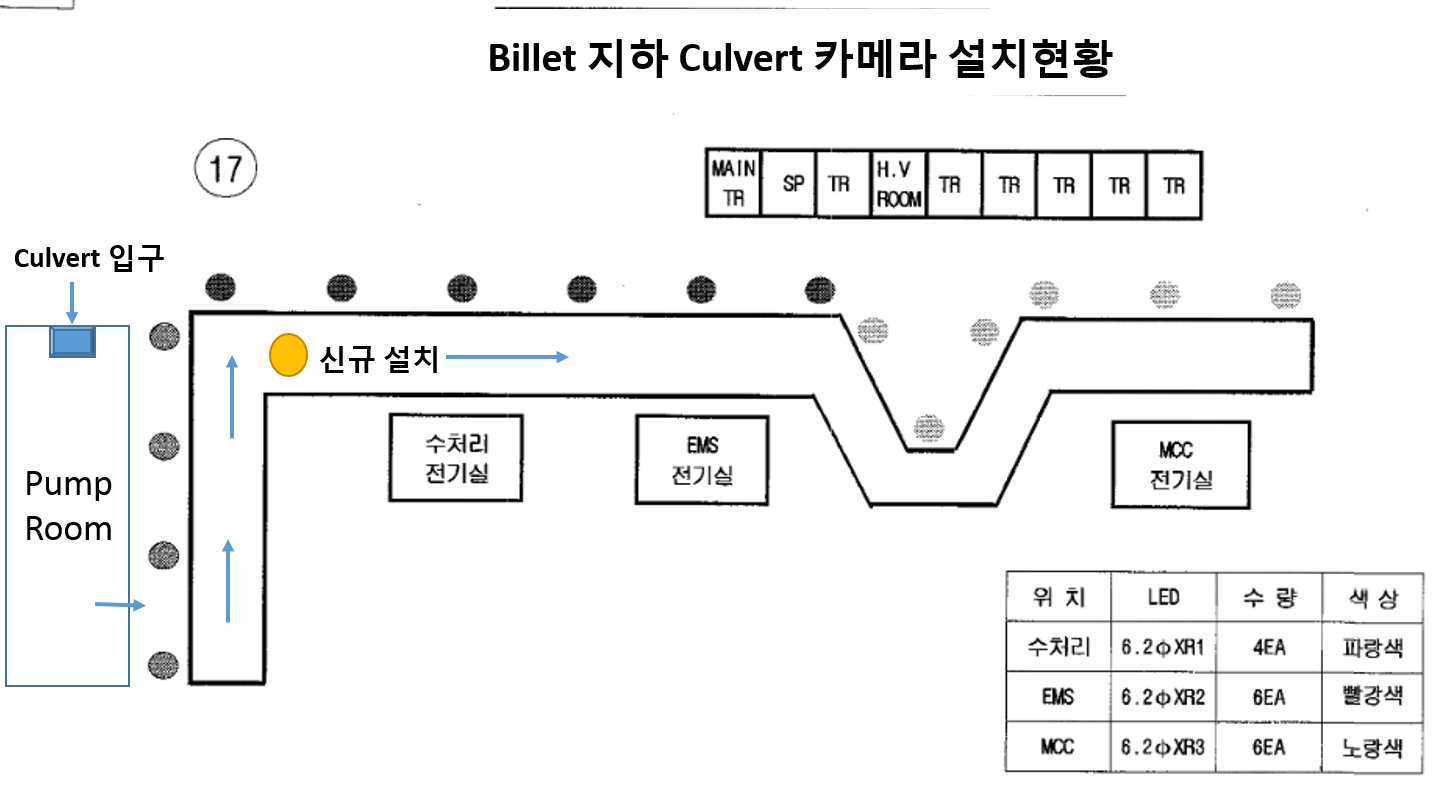 Billet 지하 Culvert 카메라 설치현황
17
MAIN
TR
SP
TR
H.V
ROOM
TR
TR
TR
TR
TR
Culvert 입구
신규 설치
수처리
전기실
EMS
전기실
MCC
전기실
Pump
Room
위 치 LED 수 량 색 상
수처리 6.2ΦXR1 4EA 파랑색
EMS 6.2ΦXR2 6EA 빨강색
MCC 6.2ΦXR3 6EA 노랑색